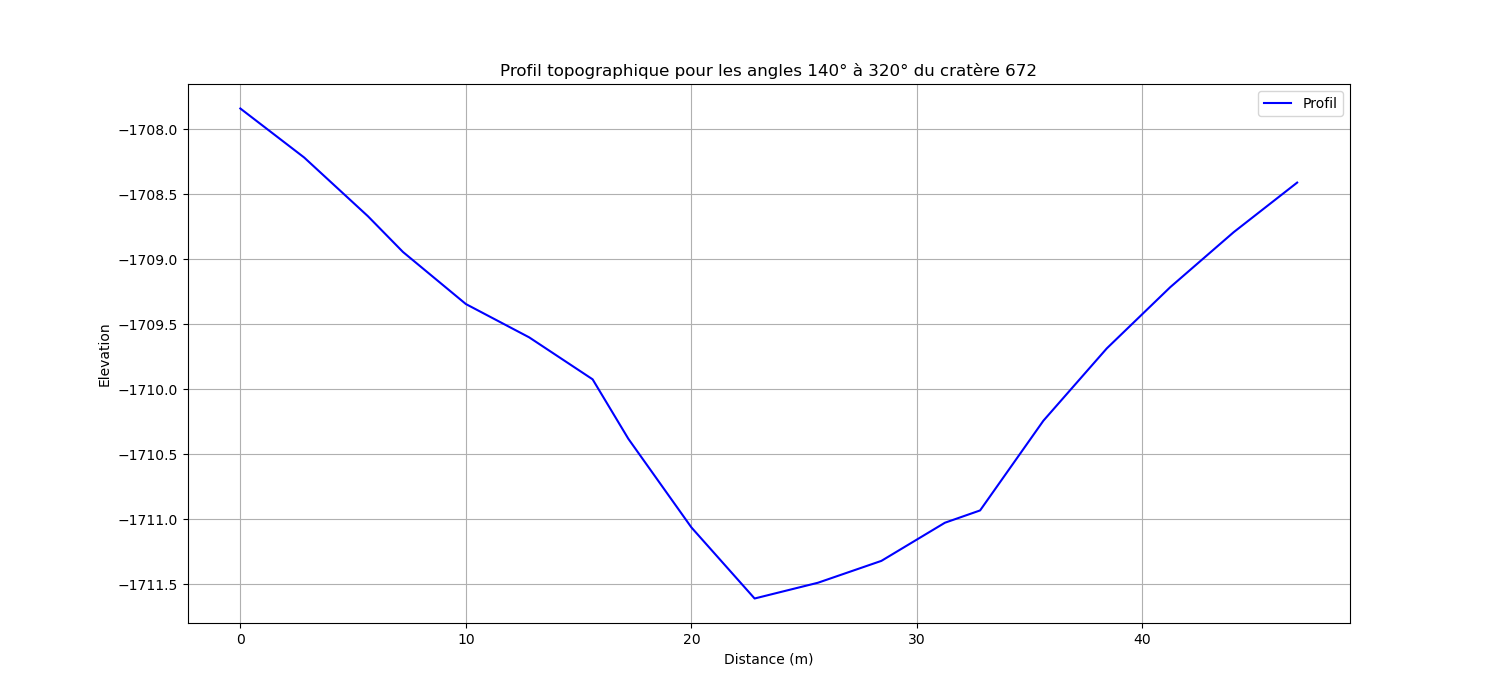 Profil topographique pour les angles 140° à 320° du cratère 672
Profil
−1708.0
−1708.5
−1709.0
−1709.5
−1710.0
−1710.5
−1711.0
−1711.5
Elevation
0 10 20 30 40
Distance (m)